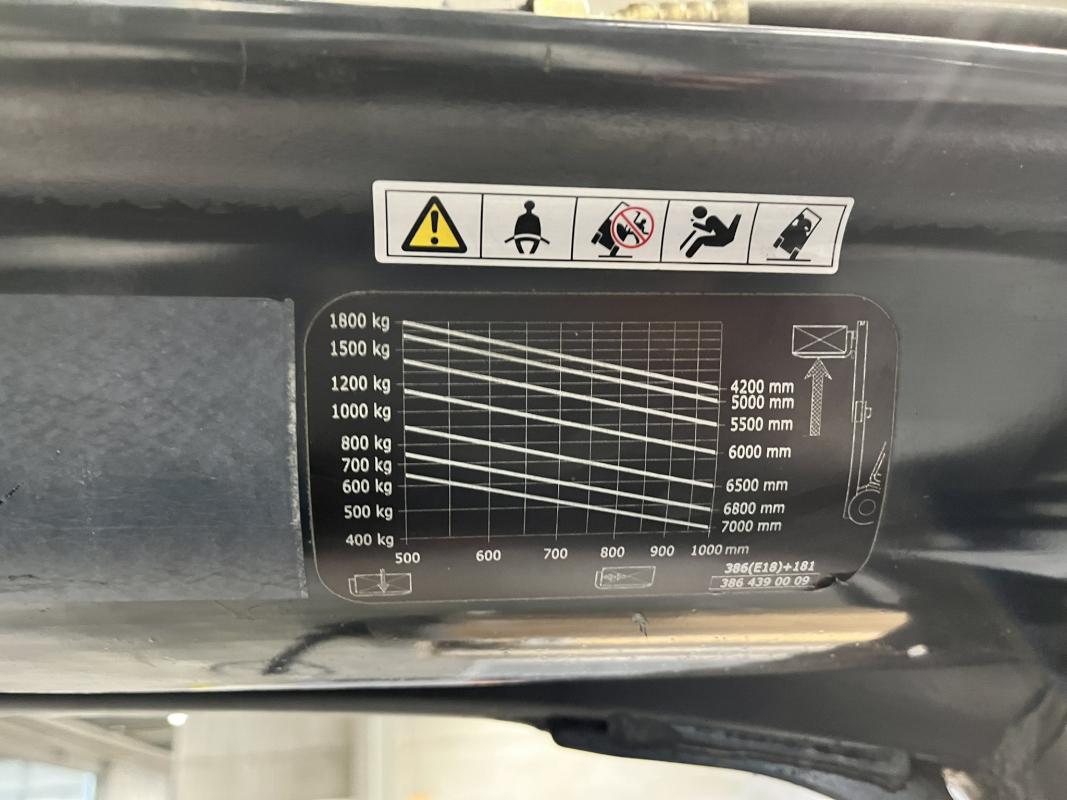 1800 kg
1500 kg
1200 kg
1000 kg
800 kg
700 kg
600 kg
500 kg
400 kg
4200 mm
5000 mm
5500 mm
6000 mm
6500 mm
6800 mm
7000 mm
500 600 700 800 900 1000 mm
386(E18)+181
386 439 00 09